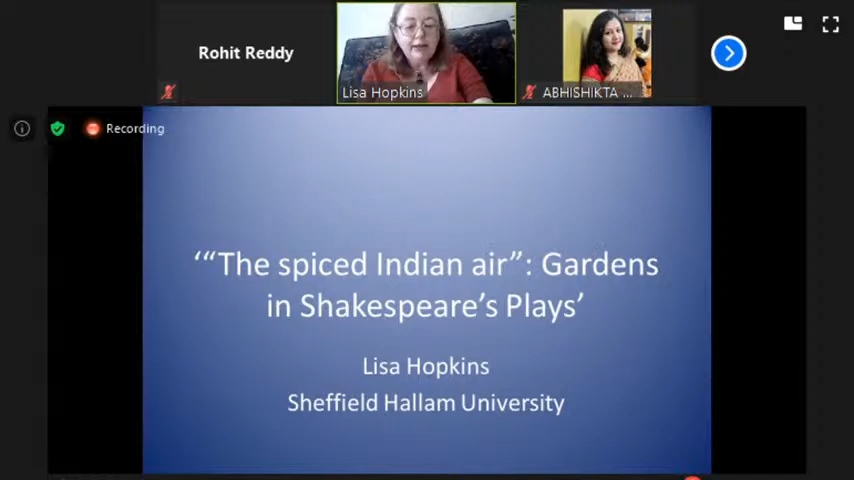 Rohit Reddy
Lisa Hopkins
ABHISHIKTA ...
Recording
‘“The spiced Indian air”: Gardens
in Shakespeare’s Plays’
Lisa Hopkins
Sheffield Hallam University